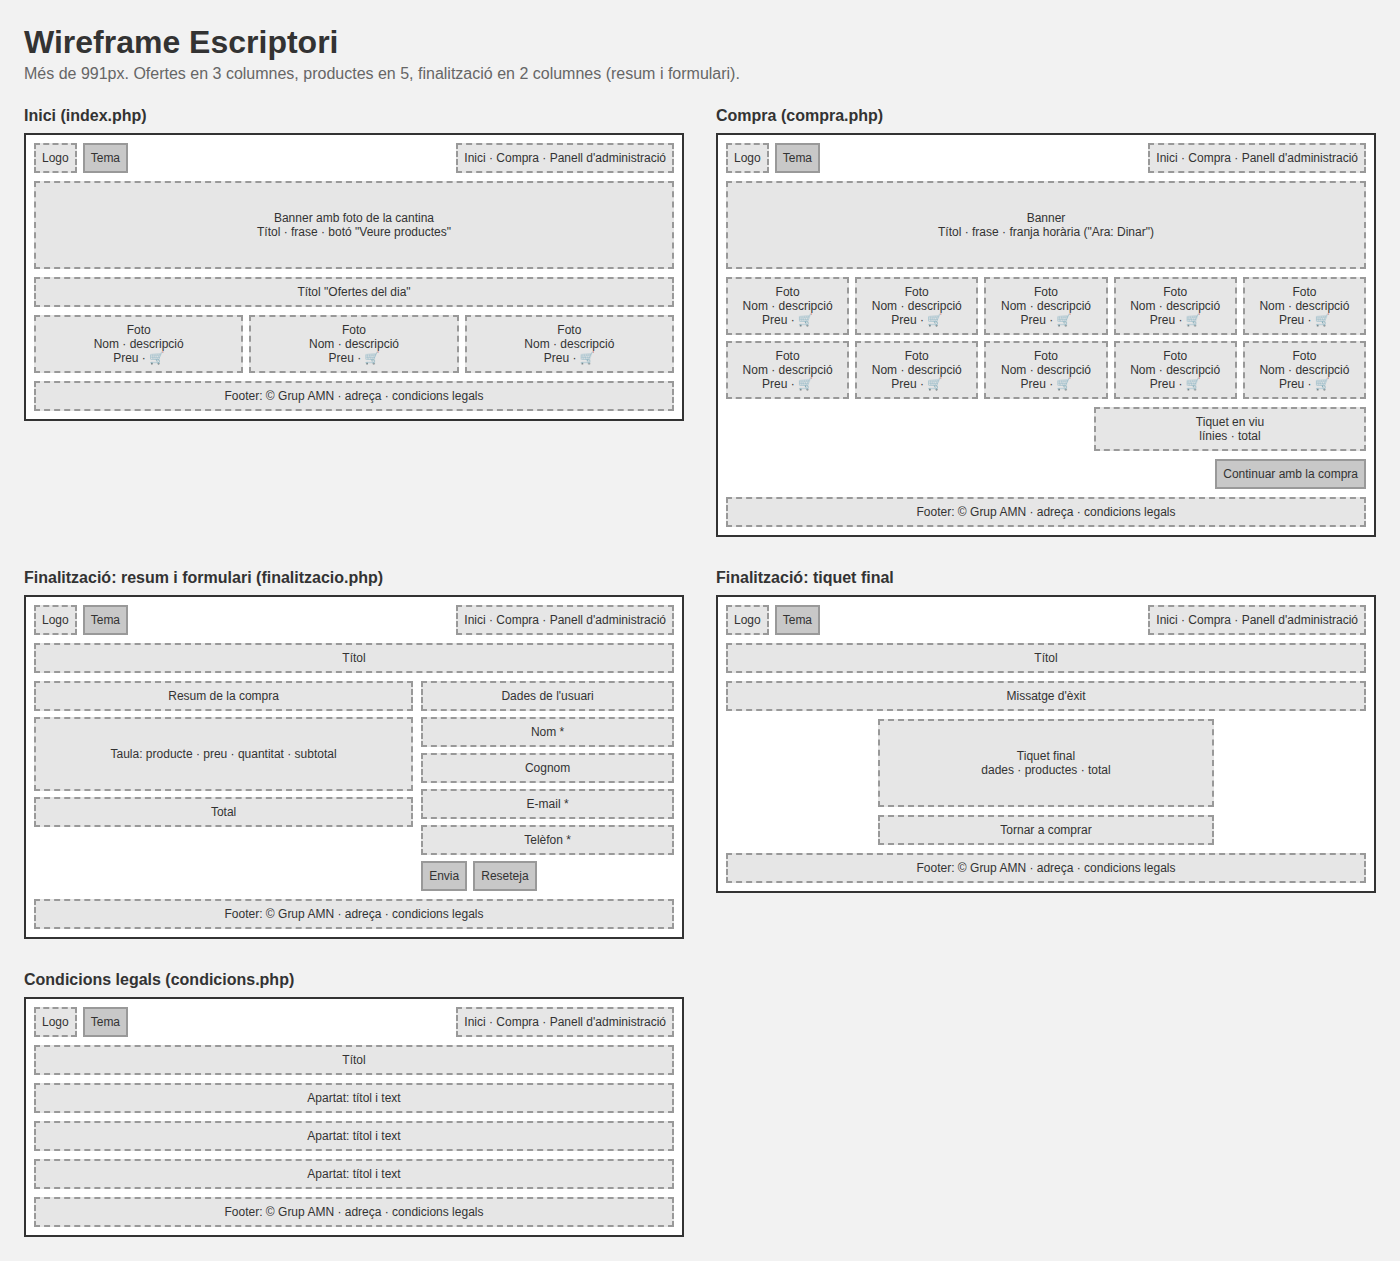 Wireframe Escriptori
Més de 991px. Ofertes en 3 columnes, productes en 5, finalització en 2 columnes (resum i formulari).
Inici (index.php)
Logo
Tema
Inici · Compra · Panell d'administració
Banner amb foto de la cantina
Títol · frase · botó "Veure productes"
Títol "Ofertes del dia"
Foto
Nom · descripció
Preu · 🛒
Foto
Nom · descripció
Preu · 🛒
Foto
Nom · descripció
Preu · 🛒
Footer: © Grup AMN · adreça · condicions legals
Compra (compra.php)
Logo
Tema
Inici · Compra · Panell d'administració
Banner
Títol · frase · franja horària ("Ara: Dinar")
Foto
Nom · descripció
Preu · 🛒
Foto
Nom · descripció
Preu · 🛒
Foto
Nom · descripció
Preu · 🛒
Foto
Nom · descripció
Preu · 🛒
Foto
Nom · descripció
Preu · 🛒
Foto
Nom · descripció
Preu · 🛒
Foto
Nom · descripció
Preu · 🛒
Foto
Nom · descripció
Preu · 🛒
Foto
Nom · descripció
Preu · 🛒
Foto
Nom · descripció
Preu · 🛒
Tiquet en viu
línies · total
Continuar amb la compra
Footer: © Grup AMN · adreça · condicions legals
Finalització: resum i formulari (finalitzacio.php)
Logo
Tema
Inici · Compra · Panell d'administració
Títol
Resum de la compra
Taula: producte · preu · quantitat · subtotal
Total
Dades de l'usuari
Nom *
Cognom
E-mail *
Telèfon *
Envia
Reseteja
Footer: © Grup AMN · adreça · condicions legals
Finalització: tiquet final
Logo
Tema
Inici · Compra · Panell d'administració
Títol
Missatge d'èxit
Tiquet final
dades · productes · total
Tornar a comprar
Footer: © Grup AMN · adreça · condicions legals
Condicions legals (condicions.php)
Logo
Tema
Inici · Compra · Panell d'administració
Títol
Apartat: títol i text
Apartat: títol i text
Apartat: títol i text
Footer: © Grup AMN · adreça · condicions legals